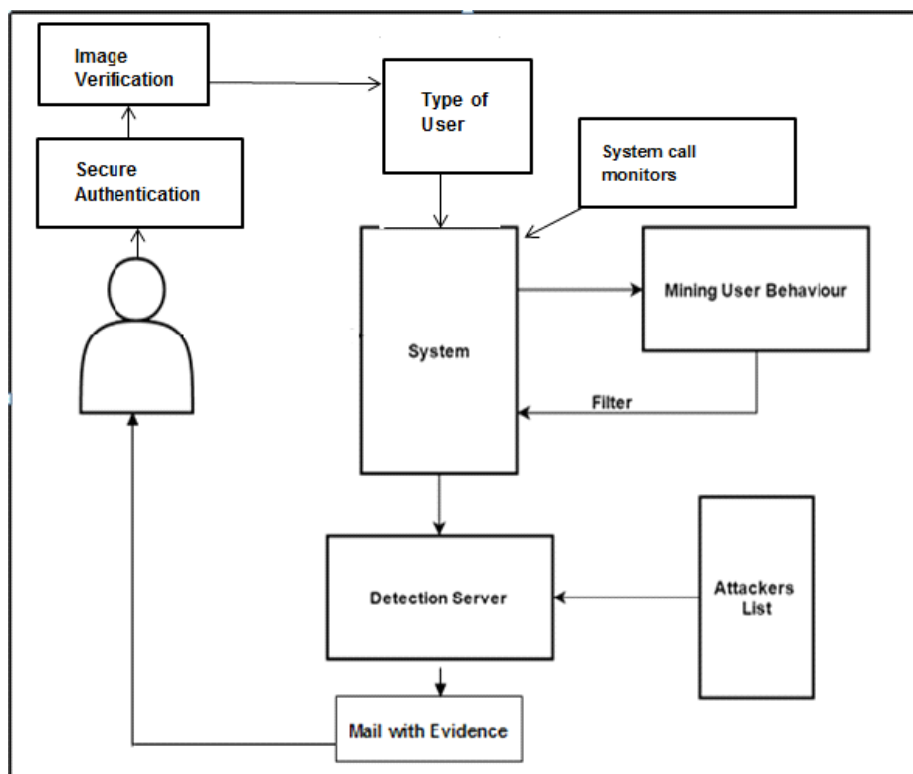 Image
Verification
Type of
User
System call
monitors
Secure
Authentication
Mining User Behaviour
System
Filter
Attackers
List
Detection Server
Mail with Evidence